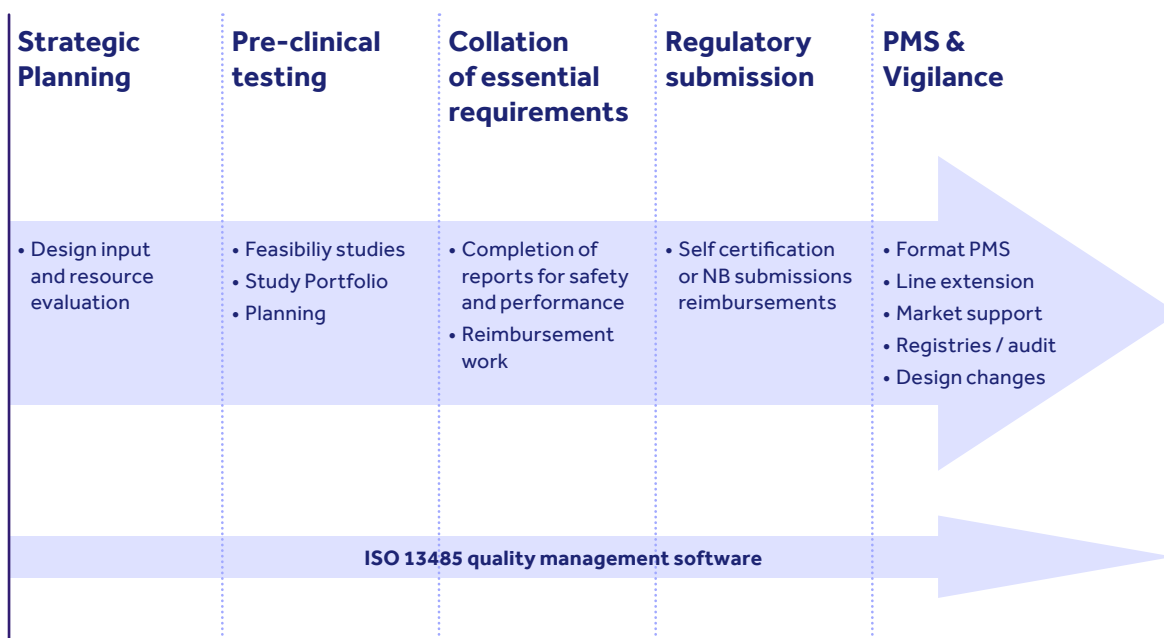 Strategic
Planning
Pre-clinical
testing
Collation
of essential
requirements
Regulatory
submission
PMS &
Vigilance
• Design input
and resource
evaluation
• Feasibiliy studies
• Study Portfolio
• Planning
• Completion of
reports for safety
and performance
• Reimbursement
work
• Self certification
or NB submissions
reimbursements
• Format PMS
• Line extension
• Market support
• Registries / audit
• Design changes
ISO 13485 quality management software